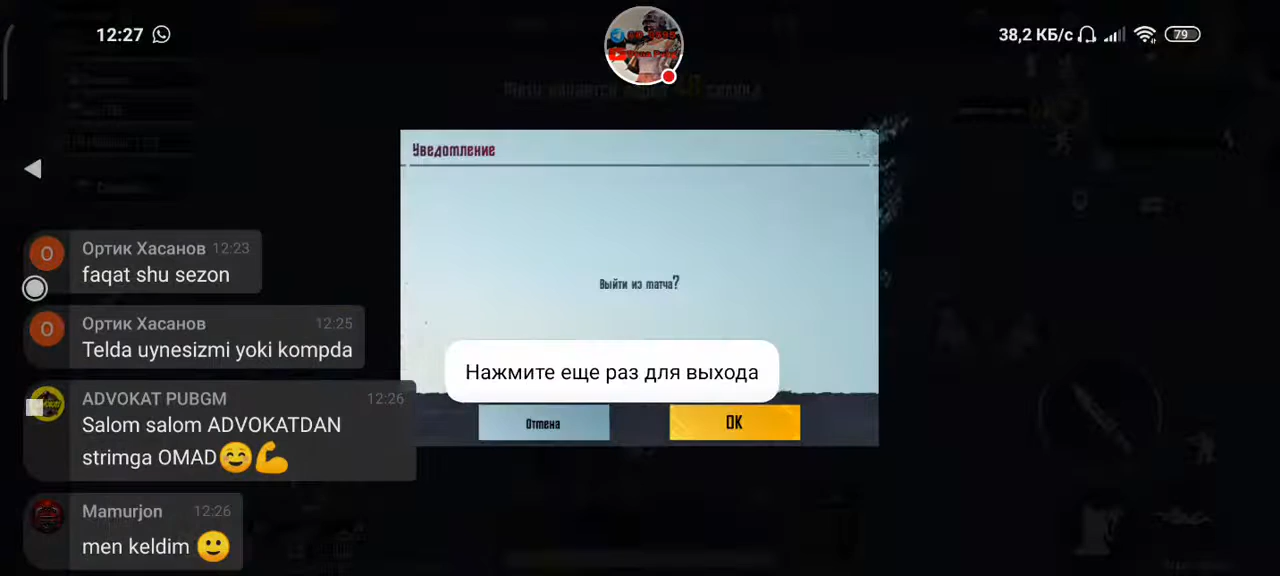 12:27
38,2 КБ/с
79
Уведомление
Выйти из матча?
Нажмите еще раз для выхода
Отмена
OK
О
Ортик Хасанов 12:23
faqat shu sezon
О
Ортик Хасанов 12:25
Telda uynesizmi yoki kompda
ADVOKAT PUBGM 12:26
Salom salom ADVOKATDAN
strimga OMAD☺️💪
Mamurjon 12:26
men keldim 🙂